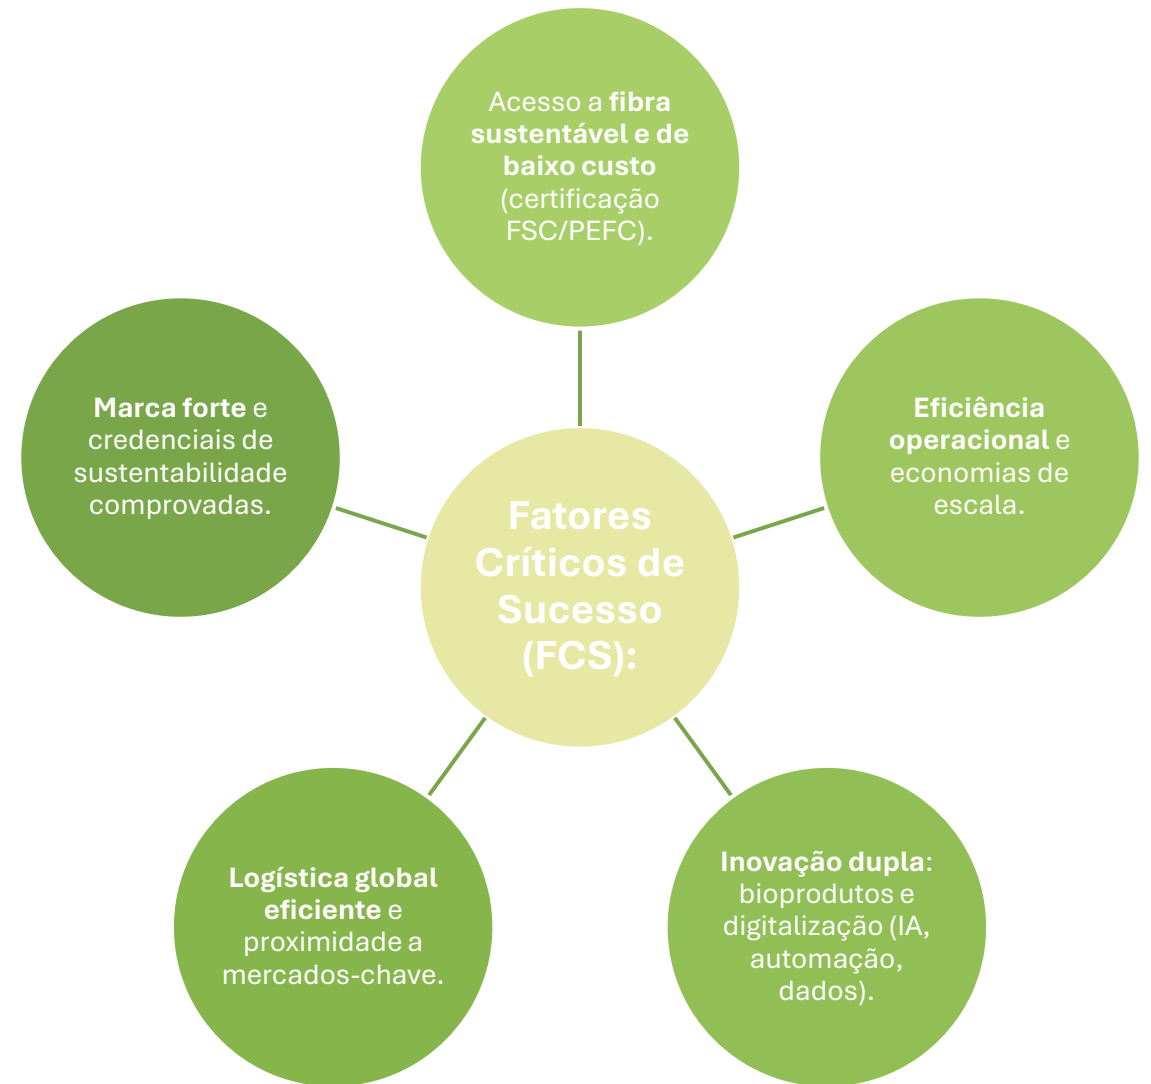 Acesso a fibra
sustentável e de
baixo custo
(certificação
FSC/PEFC).
Marca forte e
credenciais de
sustentabilidade
comprovadas.
Eficiência
operacional e
economias de
escala.
Fatores
Críticos de
Sucesso
(FCS):
Logística global
eficiente e
proximidade a
mercados-chave.
Inovação dupla:
bioprodutos e
digitalização (IA,
automação,
dados).